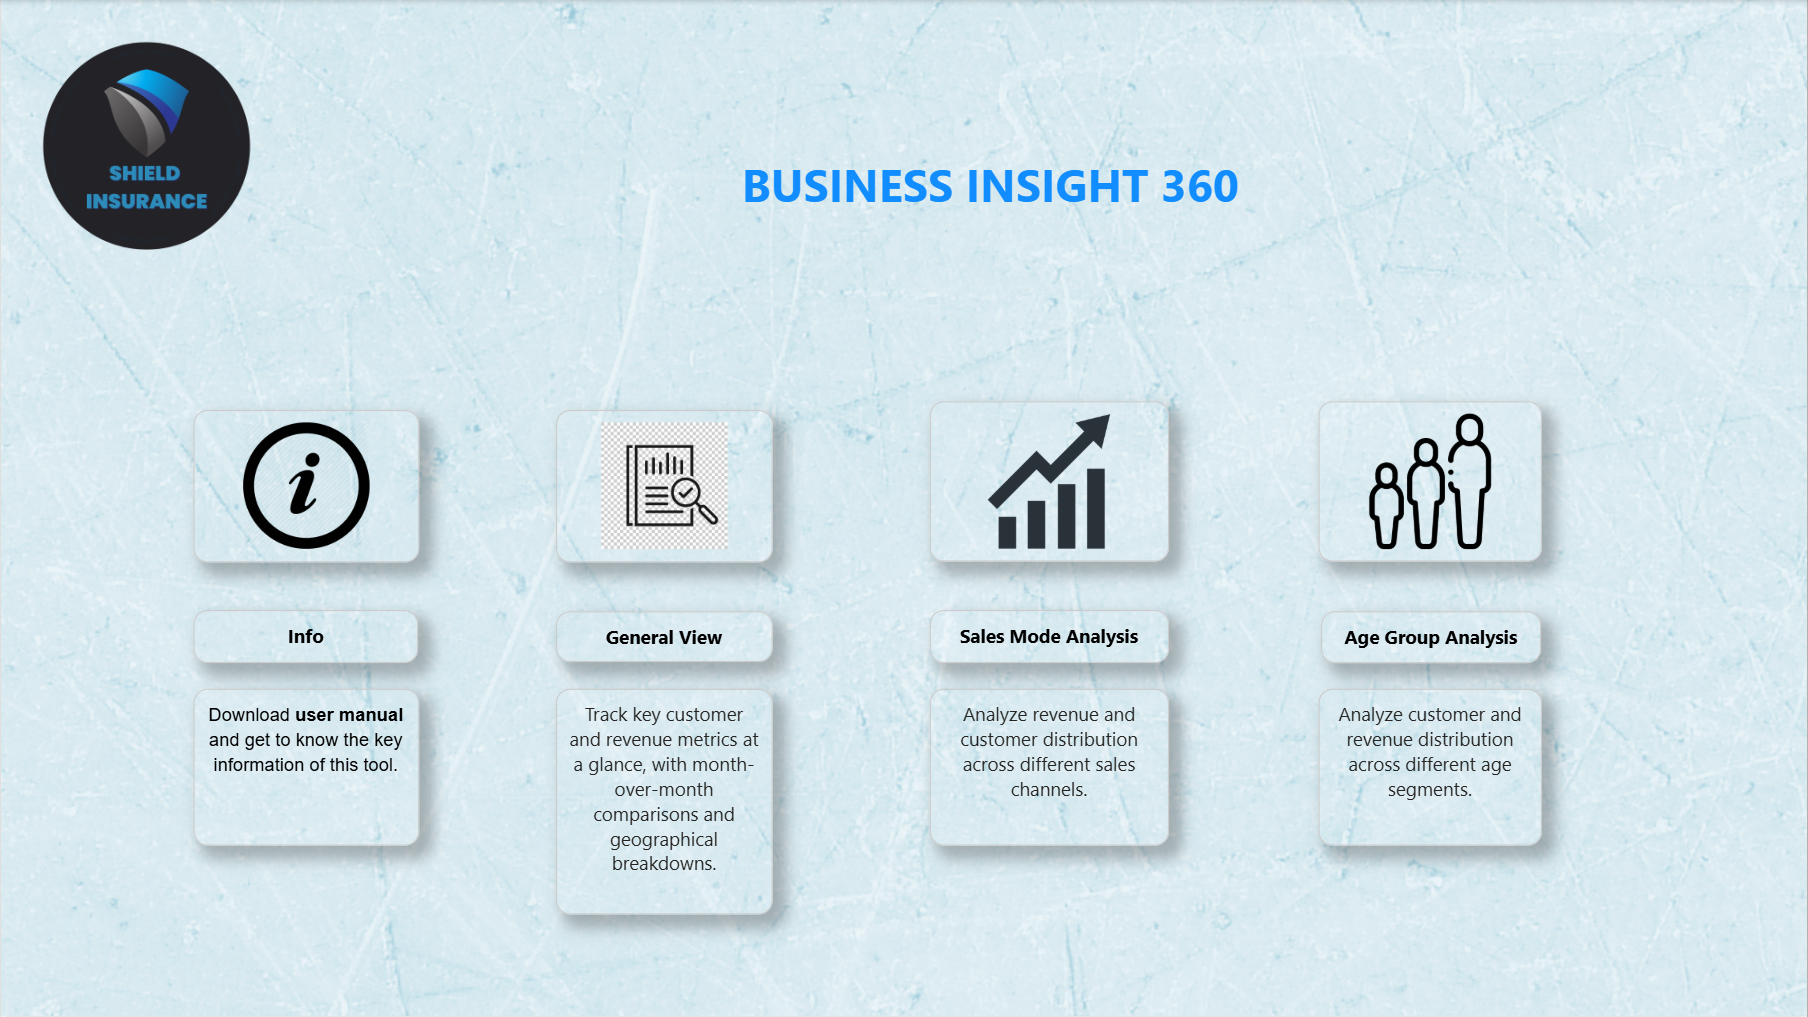 SHIELD
INSURANCE
BUSINESS INSIGHT 360
Info
General View
Sales Mode Analysis
Age Group Analysis
Download user manual
and get to know the key
information of this tool.
Track key customer
and revenue metrics at
a glance, with month-
over-month
comparisons and
geographical
breakdowns.
Analyze revenue and
customer distribution
across different sales
channels.
Analyze customer and
revenue distribution
across different age
segments.